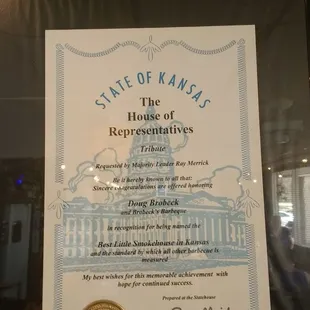 STATE OF KANSAS
The
House of
Representatives
Tribute
Requested by Majority Leader Ray Merrick
Be it hereby known to all that:
Sincere Congratulations are offered honoring
Doug Brobeck
and Brobeck's Barbeque
in recognition for being named the
Best Little Smokehouse in Kansas
and the standard by which all other barbecue is
measured
My best wishes for this memorable achievement with
hope for continued success.
Prepared at the Statehouse